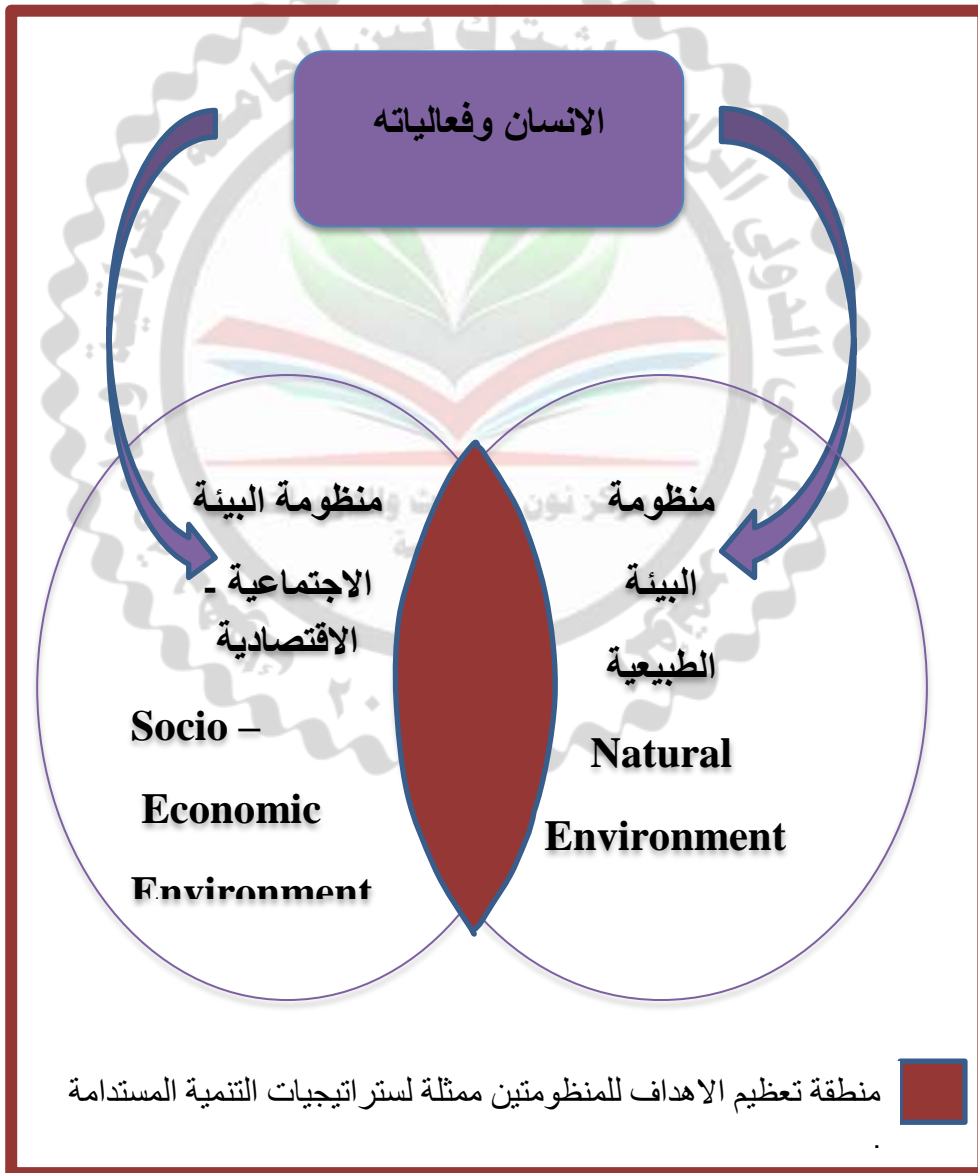 الانسان وفعالياته
منظومة
البيئة
الطبيعية
Natural
Environment
منظومة البيئة
الاجتماعية -
الاقتصادية
Socio –
Economic
Environment
منطقة تعظيم الاهداف للمنظومتين ممثلة لستراتيجيات التنمية المستدامة
.